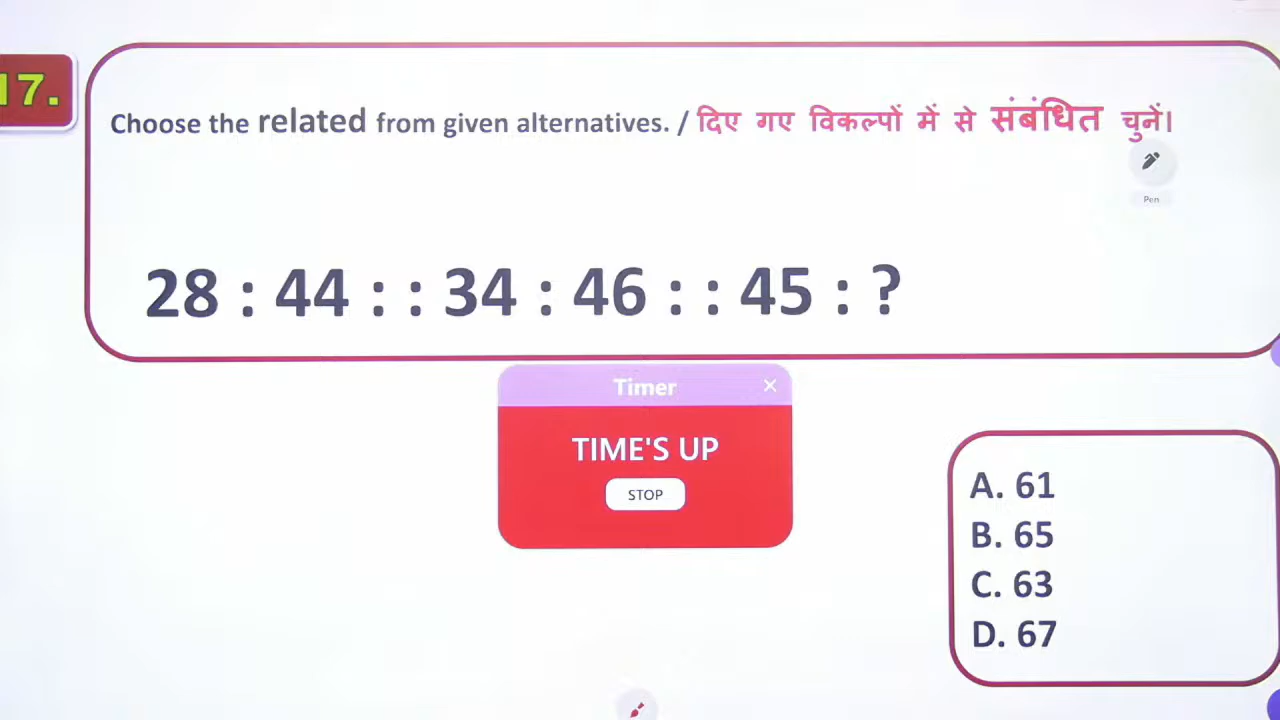 17.
Choose the related from given alternatives. / दिए गए विकल्पों में से संबंधित चुनें।
Pen
28 : 44 : : 34 : 46 : : 45 : ?
Timer
TIME'S UP
STOP
A. 61
B. 65
C. 63
D. 67